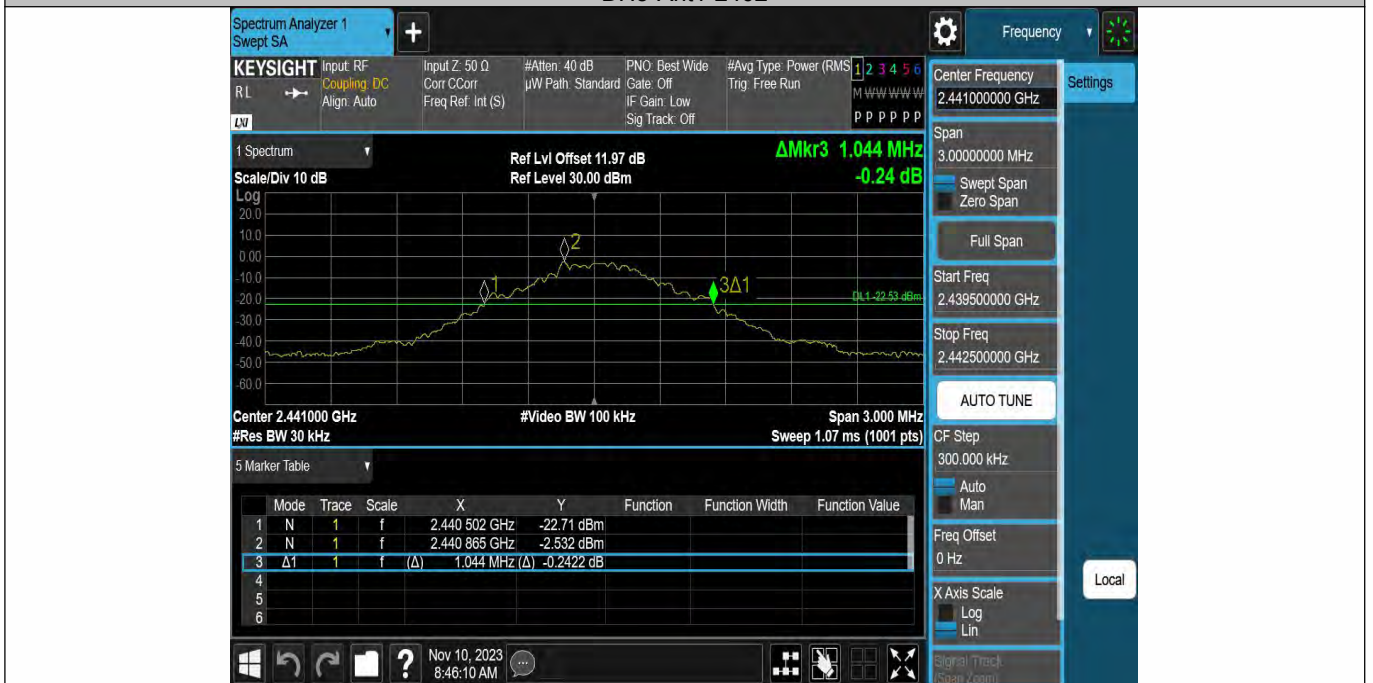 Spectrum Analyzer 1
Swept SA
+
Frequency
KEYSIGHT
RL
LXI
Input: RF
Coupling: DC
Align: Auto
Input Z: 50 Ω
Corr CCorr
Freq Ref: Int (S)
#Atten: 40 dB
µW Path: Standard
PNO: Best Wide
Gate: Off
IF Gain: Low
Sig Track: Off
#Avg Type: Power (RMS
Trig: Free Run
1 2 3 4 5 6
M W W W W W
P P P P P P
1 Spectrum
Scale/Div 10 dB
Ref Lvl Offset 11.97 dB
Ref Level 30.00 dBm
ΔMkr3 1.044 MHz
-0.24 dB
Log
20.0
10.0
0.00
-10.0
-20.0
-30.0
-40.0
-50.0
-60.0
1
2
3Δ1
DL1 -22.53 dBm
Center 2.441000 GHz
#Video BW 100 kHz
Span 3.000 MHz
#Res BW 30 kHz
Sweep 1.07 ms (1001 pts)
5 Marker Table
Mode Trace Scale X Y Function Function Width Function Value
1 N 1 f 2.440 502 GHz -22.71 dBm
2 N 1 f 2.440 865 GHz -2.532 dBm
3 Δ1 1 f (Δ) 1.044 MHz (Δ) -0.2422 dB
4
5
6
Center Frequency
2.441000000 GHz
Settings
Span
3.00000000 MHz
Swept Span
Zero Span
Full Span
Start Freq
2.439500000 GHz
Stop Freq
2.442500000 GHz
AUTO TUNE
CF Step
300.000 kHz
Auto
Man
Freq Offset
0 Hz
X Axis Scale
Log
Lin
Signal Track
(Span Zoom)
Local
?
Nov 10, 2023
8:46:10 AM